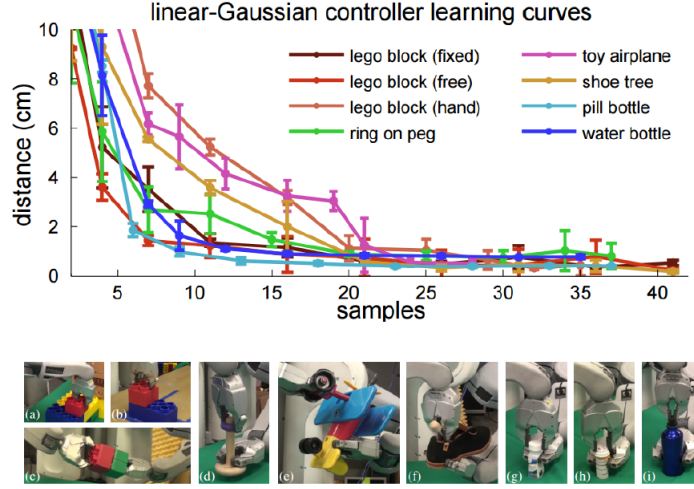 linear-Gaussian controller learning curves
10
8
6
4
2
0
distance (cm)
lego block (fixed)
lego block (free)
lego block (hand)
ring on peg
toy airplane
shoe tree
pill bottle
water bottle
5 10 15 20 25 30 35 40
samples
(a) (b) (c) (d) (e) (f) (g) (h) (i)